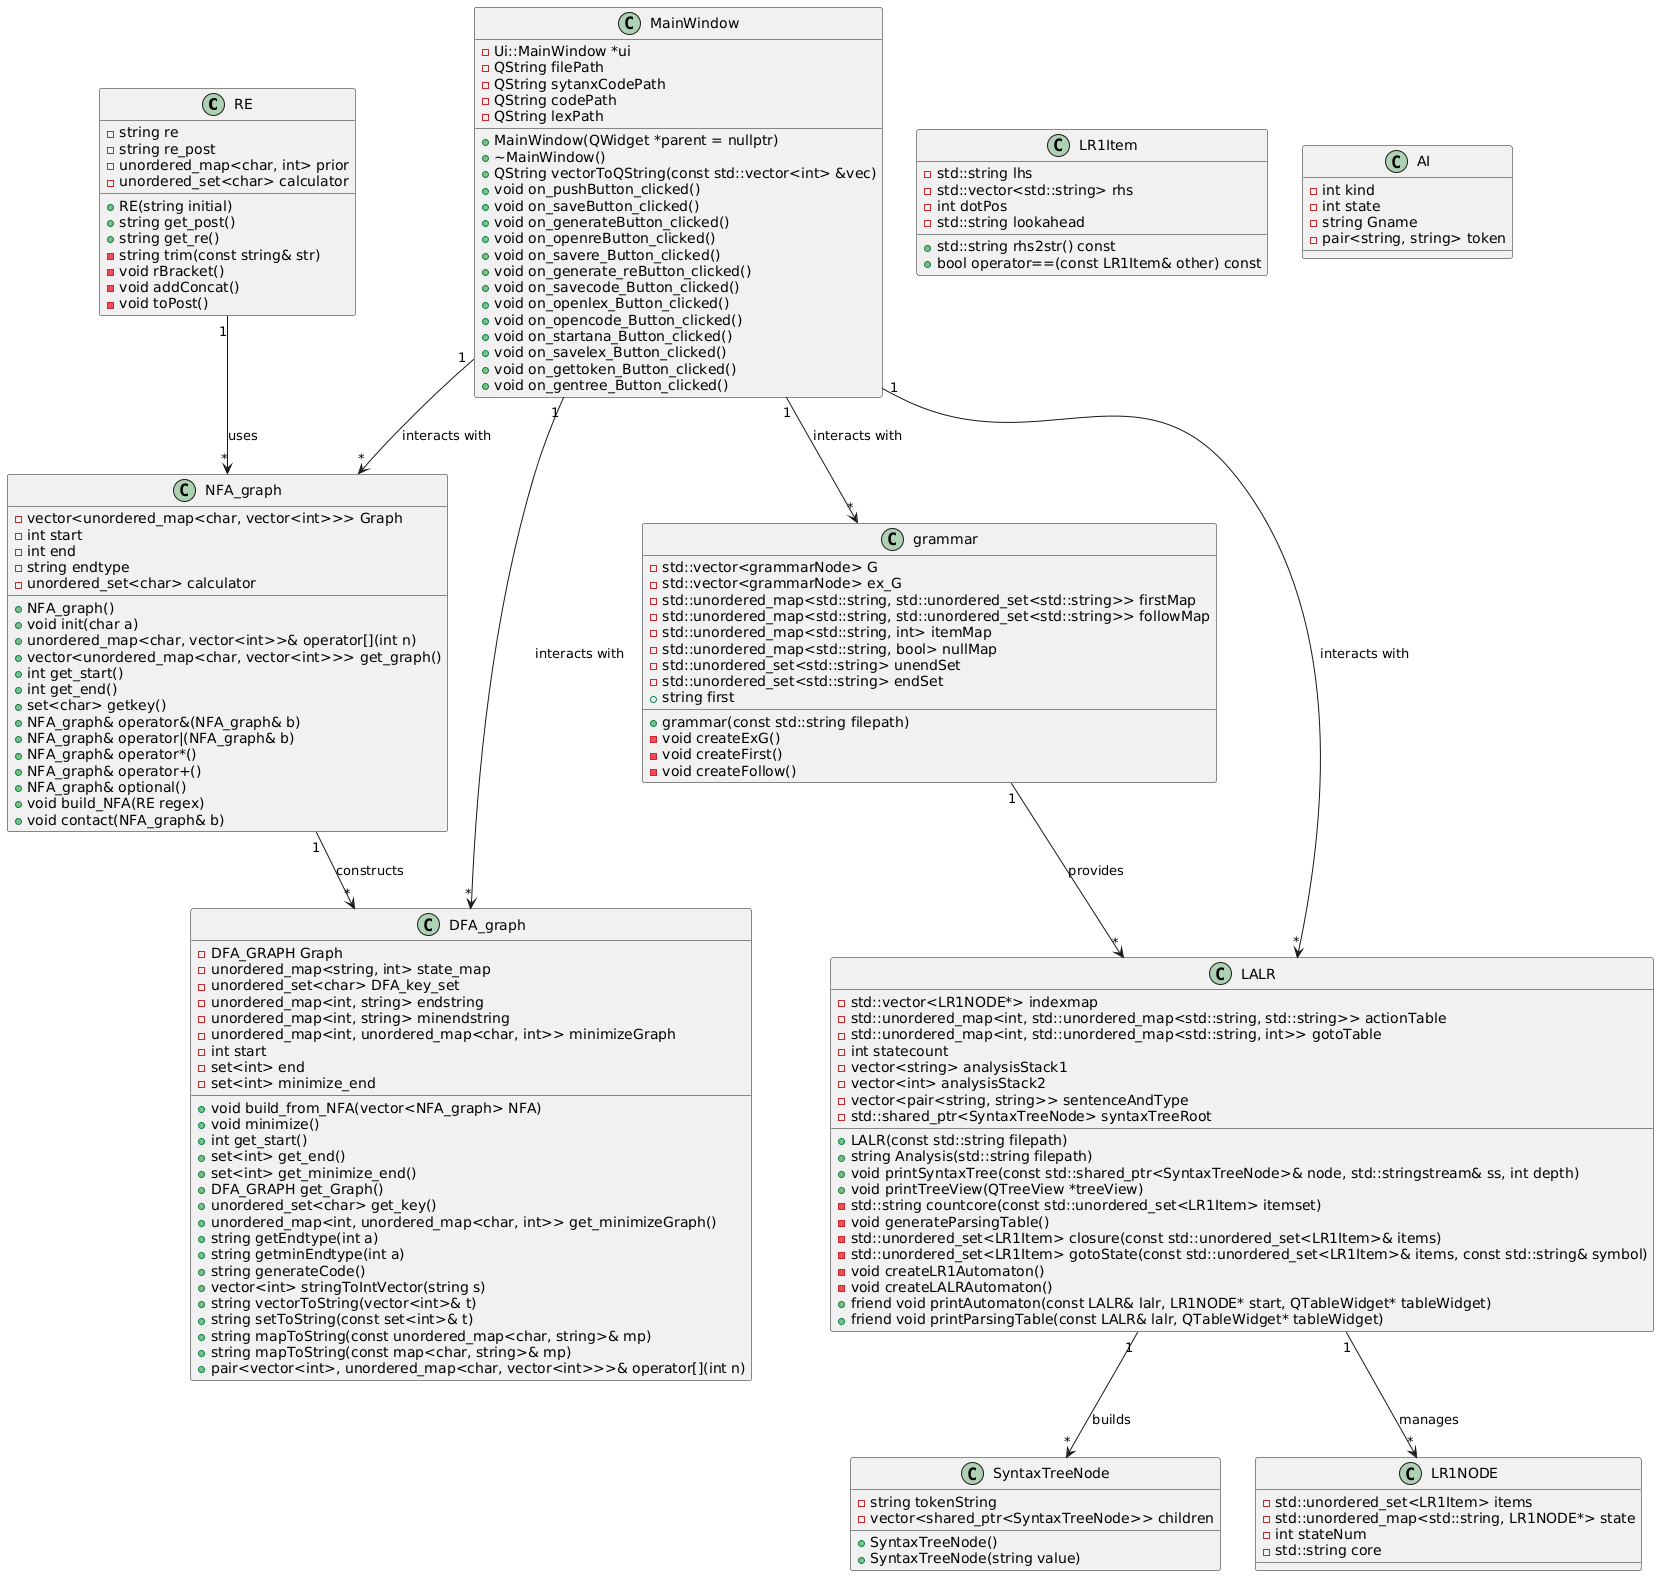 C MainWindow
Ui::MainWindow *ui
QString filePath
QString sytanxCodePath
QString codePath
QString lexPath
MainWindow(QWidget *parent = nullptr)
~MainWindow()
QString vectorToQString(const std::vector<int> &vec)
void on_pushButton_clicked()
void on_saveButton_clicked()
void on_generateButton_clicked()
void on_openreButton_clicked()
void on_savere_Button_clicked()
void on_generate_reButton_clicked()
void on_savecode_Button_clicked()
void on_openlex_Button_clicked()
void on_opencode_Button_clicked()
void on_startana_Button_clicked()
void on_savelex_Button_clicked()
void on_gettoken_Button_clicked()
void on_gentree_Button_clicked()
C RE
string re
string re_post
unordered_map<char, int> prior
unordered_set<char> calculator
RE(string initial)
string get_post()
string get_re()
string trim(const string& str)
void rBracket()
void addConcat()
void toPost()
C LR1Item
std::string lhs
std::vector<std::string> rhs
int dotPos
std::string lookahead
std::string rhs2str() const
bool operator==(const LR1Item& other) const
C AI
int kind
int state
string Gname
pair<string, string> token
1
uses
*
1
interacts with
*
1
interacts with
*
1
interacts with
*
1
interacts with
*
C NFA_graph
vector<unordered_map<char, vector<int>>> Graph
int start
int end
string endtype
unordered_set<char> calculator
NFA_graph()
void init(char a)
unordered_map<char, vector<int>>& operator[](int n)
vector<unordered_map<char, vector<int>>> get_graph()
int get_start()
int get_end()
set<char> getkey()
NFA_graph& operator&(NFA_graph& b)
NFA_graph& operator|(NFA_graph& b)
NFA_graph& operator*()
NFA_graph& operator+()
NFA_graph& optional()
void build_NFA(RE regex)
void contact(NFA_graph& b)
C grammar
std::vector<grammarNode> G
std::vector<grammarNode> ex_G
std::unordered_map<std::string, std::unordered_set<std::string>> firstMap
std::unordered_map<std::string, std::unordered_set<std::string>> followMap
std::unordered_map<std::string, int> itemMap
std::unordered_map<std::string, bool> nullMap
std::unordered_set<std::string> unendSet
std::unordered_set<std::string> endSet
string first
grammar(const std::string filepath)
void createExG()
void createFirst()
void createFollow()
1
constructs
*
1
provides
*
C DFA_graph
DFA_GRAPH Graph
unordered_map<string, int> state_map
unordered_set<char> DFA_key_set
unordered_map<int, string> endstring
unordered_map<int, string> minendstring
unordered_map<int, unordered_map<char, int>> minimizeGraph
int start
set<int> end
set<int> minimize_end
void build_from_NFA(vector<NFA_graph> NFA)
void minimize()
int get_start()
set<int> get_end()
set<int> get_minimize_end()
DFA_GRAPH get_Graph()
unordered_set<char> get_key()
unordered_map<int, unordered_map<char, int>> get_minimizeGraph()
string getEndtype(int a)
string getminEndtype(int a)
string generateCode()
vector<int> stringToIntVector(string s)
string vectorToString(vector<int>& t)
string setToString(const set<int>& t)
string mapToString(const unordered_map<char, string>& mp)
string mapToString(const map<char, string>& mp)
pair<vector<int>, unordered_map<char, vector<int>>>& operator[](int n)
C LALR
std::vector<LR1NODE*> indexmap
std::unordered_map<int, std::unordered_map<std::string, std::string>> actionTable
std::unordered_map<int, std::unordered_map<std::string, int>> gotoTable
int statecount
vector<string> analysisStack1
vector<int> analysisStack2
vector<pair<string, string>> sentenceAndType
std::shared_ptr<SyntaxTreeNode> syntaxTreeRoot
LALR(const std::string filepath)
string Analysis(std::string filepath)
void printSyntaxTree(const std::shared_ptr<SyntaxTreeNode>& node, std::stringstream& ss, int depth)
void printTreeView(QTreeView *treeView)
std::string countcore(const std::unordered_set<LR1Item> itemset)
void generateParsingTable()
std::unordered_set<LR1Item> closure(const std::unordered_set<LR1Item>& items)
std::unordered_set<LR1Item> gotoState(const std::unordered_set<LR1Item>& items, const std::string& symbol)
void createLR1Automaton()
void createLALRAutomaton()
friend void printAutomaton(const LALR& lalr, LR1NODE* start, QTableWidget* tableWidget)
friend void printParsingTable(const LALR& lalr, QTableWidget* tableWidget)
1
builds
*
1
manages
*
C SyntaxTreeNode
string tokenString
vector<shared_ptr<SyntaxTreeNode>> children
SyntaxTreeNode()
SyntaxTreeNode(string value)
C LR1NODE
std::unordered_set<LR1Item> items
std::unordered_map<std::string, LR1NODE*> state
int stateNum
std::string core